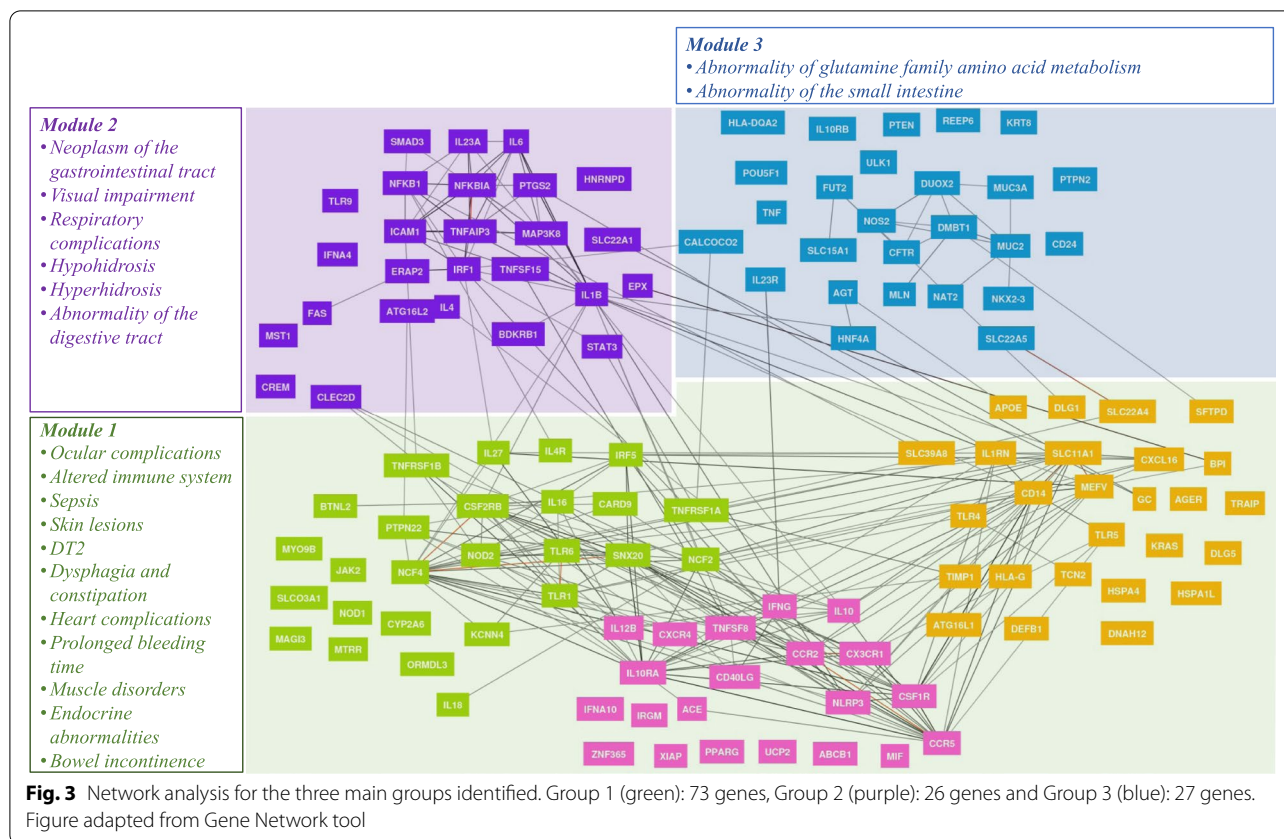 Module 3
• Abnormality of glutamine family amino acid metabolism
• Abnormality of the small intestine
Module 2
• Neoplasm of the
gastrointestinal tract
• Visual impairment
• Respiratory
complications
• Hypohidrosis
• Hyperhidrosis
• Abnormality of the
digestive tract
SMAD3
IL23A
IL6
NFKB1
NFKBIA
PTGS2
HNRNPD
TLR9
ICAM1
TNFAIP3
MAP3K8
SLC22A1
IFNA4
ERAP2
IRF1
TNFSF15
IL1B
EPX
FAS
ATG16L2
IL4
BDKRB1
STAT3
MST1
CREM
CLEC2D
HLA-DQA2
IL10RB
PTEN
REEP6
KRT8
ULK1
POU5F1
FUT2
DUOX2
MUC3A
PTPN2
TNF
NOS2
DMBT1
CALCOCO2
SLC15A1
CFTR
MUC2
CD24
IL23R
AGT
MLN
NAT2
NKX2-3
HNF4A
SLC22A5
Module 1
• Ocular complications
• Altered immune system
• Sepsis
• Skin lesions
• DT2
• Dysphagia and
constipation
• Heart complications
• Prolonged bleeding
time
• Muscle disorders
• Endocrine
abnormalities
• Bowel incontinence
APOE
DLG1
SLC22A4
SFTPD
IL27
IL4R
IRF5
SLC39A8
IL1RN
SLC11A1
CXCL16
BPI
TNFRSF1B
BTNL2
CSF2RB
IL16
CARD9
TNFRSF1A
CD14
MEFV
GC
AGER
TRAIP
PTPN22
TLR4
TLR5
MYO9B
NOD2
TLR6
SNX20
NCF2
KRAS
DLG5
JAK2
NCF4
TIMP1
HLA-G
TCN2
SLCO3A1
NOD1
TLR1
IFNG
IL10
HSPA4
HSPA1L
MAGI3
CYP2A6
KCNN4
IL12B
CXCR4
TNFSF8
ATG16L1
DEFB1
DNAH12
MTRR
ORMDL3
IL10RA
CCR2
CX3CR1
CD40LG
IL18
NLRP3
CSF1R
IFNA10
IRGM
ACE
CCR5
ZNF365
XIAP
PPARG
UCP2
ABCB1
MIF
Fig. 3 Network analysis for the three main groups identified. Group 1 (green): 73 genes, Group 2 (purple): 26 genes and Group 3 (blue): 27 genes.
Figure adapted from Gene Network tool